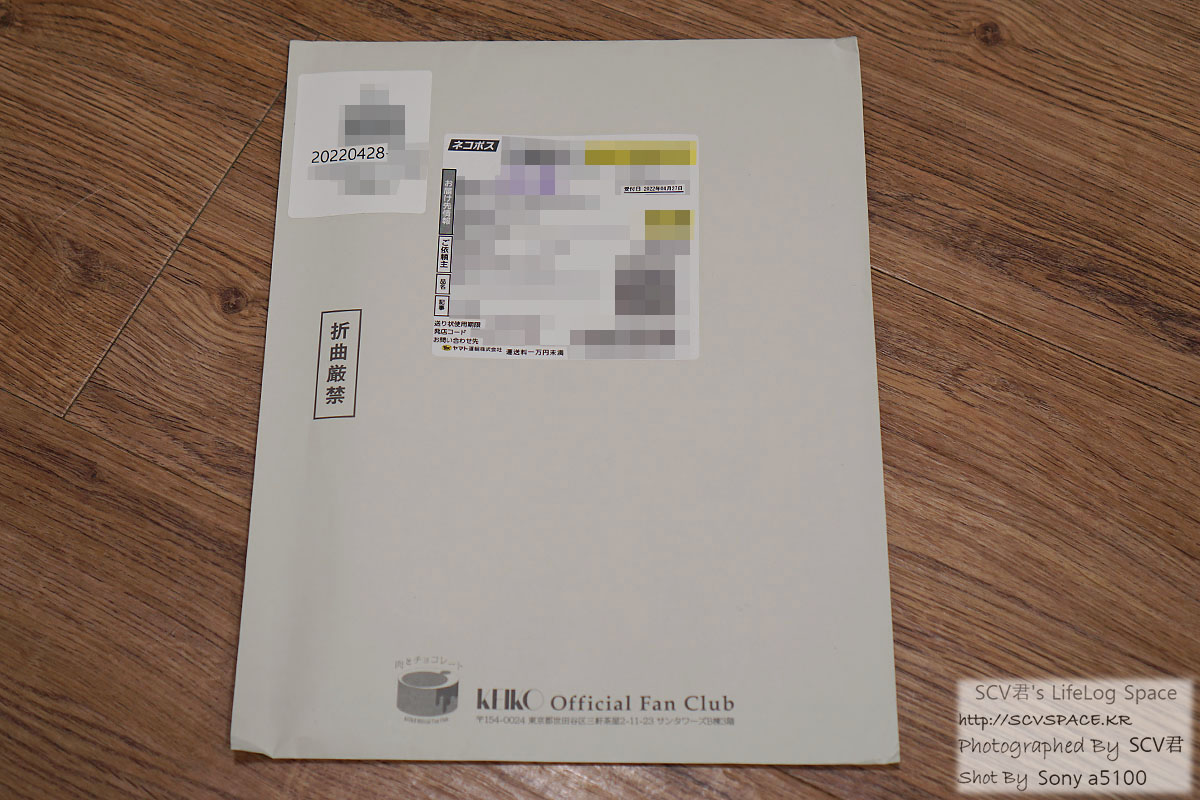 20220428-
ネコポス
受付日 2022年04月27日
お届け先情報
ご依頼主
品名
記事
送り状使用期限
発店コード
お問い合わせ先
ヤマト運輸株式会社 運送料一万円未満
折曲厳禁
肉とチョコレート
KEIKO Official Fan Club
〒154-0024 東京都世田谷区三軒茶屋2-11-23 サンタワーズB棟3階
SCV君's LifeLog Space
http://SCVSPACE.KR
Photographed By SCV君
Shot By Sony a5100